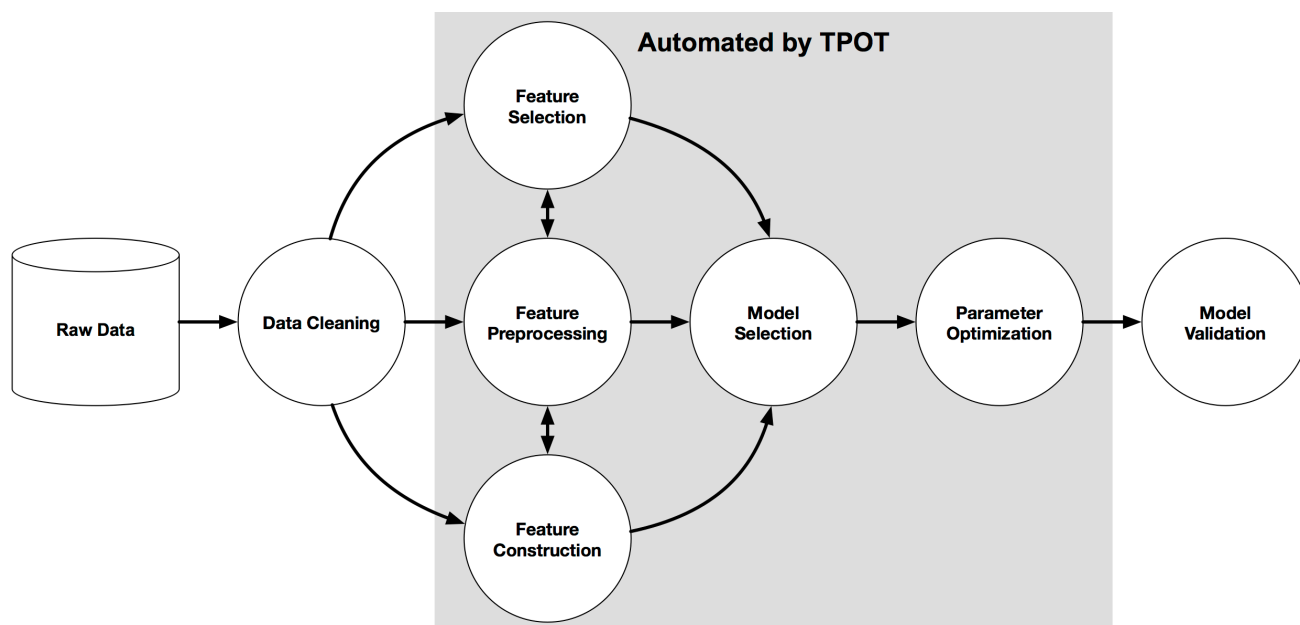 Automated by TPOT
Feature
Selection
Raw Data
Data Cleaning
Feature
Preprocessing
Model
Selection
Parameter
Optimization
Model
Validation
Feature
Construction